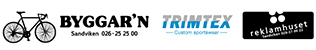 BYGGAR'N
Sandviken 026-25 25 00
TRIMTEX
Custom sportswear
reklamhuset